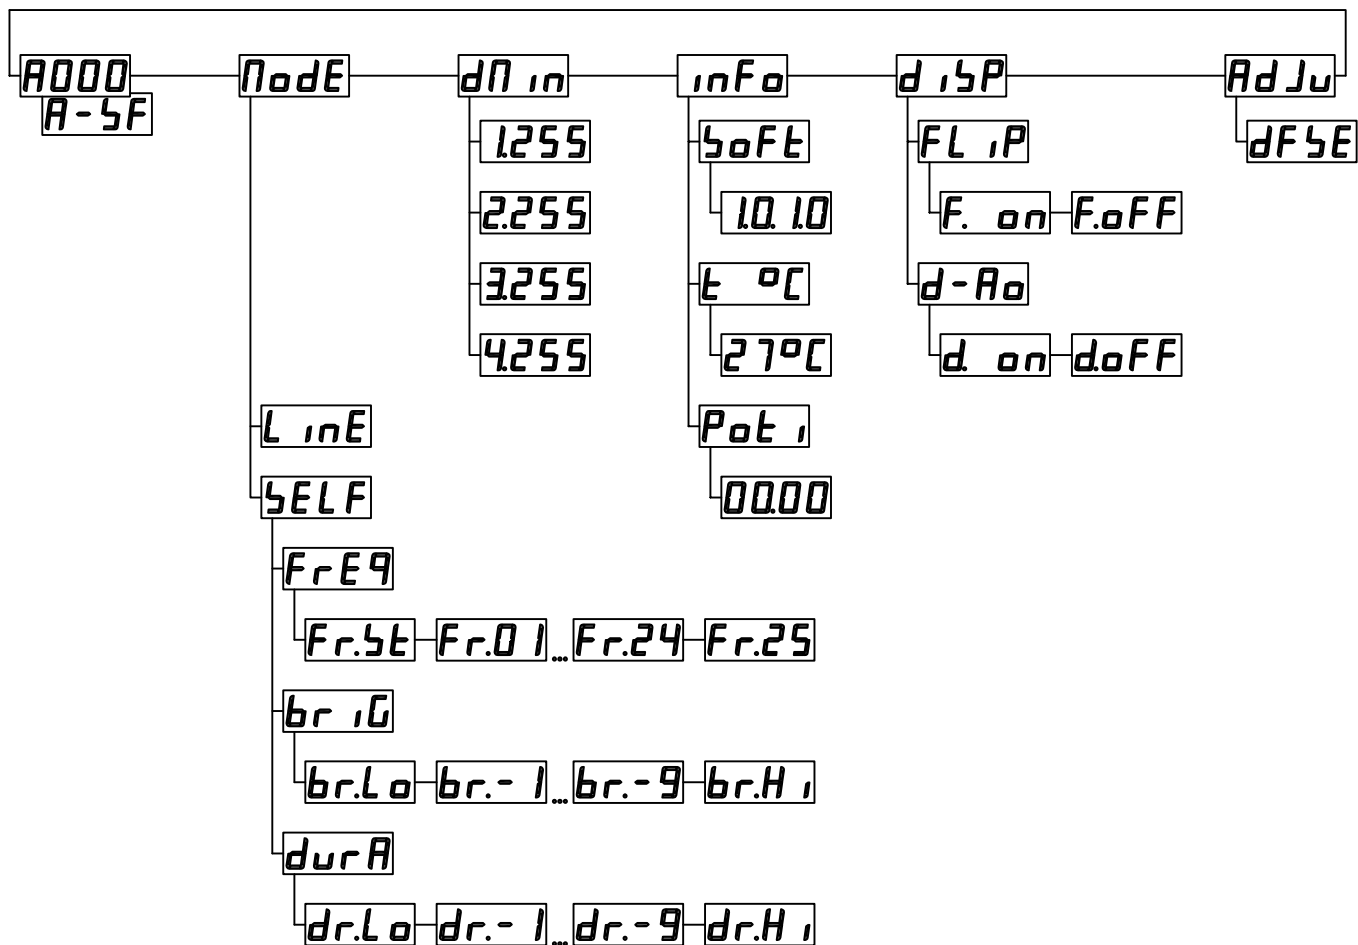 A000 ModE dMin inFo diSP AdJu
A-SF dFSE
1.255 SoFt FLiP
2.255 1.0.1.0 F. on F.oFF
3.255 t ºC d-Ao
4.255 27ºC d. on d.oFF
LinE Poti
SELF 00.00
FrEq
Fr.St Fr.01 ... Fr.24 Fr.25
briG
br.Lo br.-1 ... br.-9 br.Hi
durA
dr.Lo dr.-1 ... dr.-9 dr.Hi